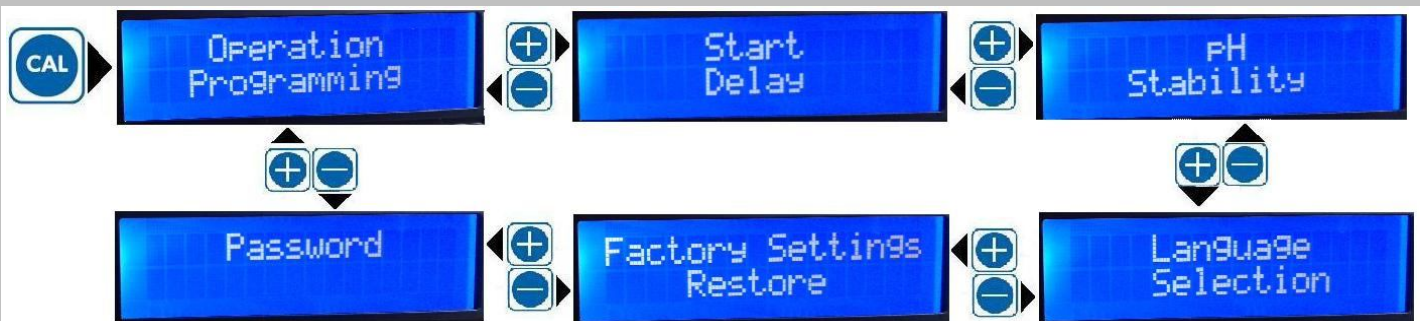 CAL
Operation
Programming
Start
Delay
pH
Stability
Password
Factory Settings
Restore
Language
Selection